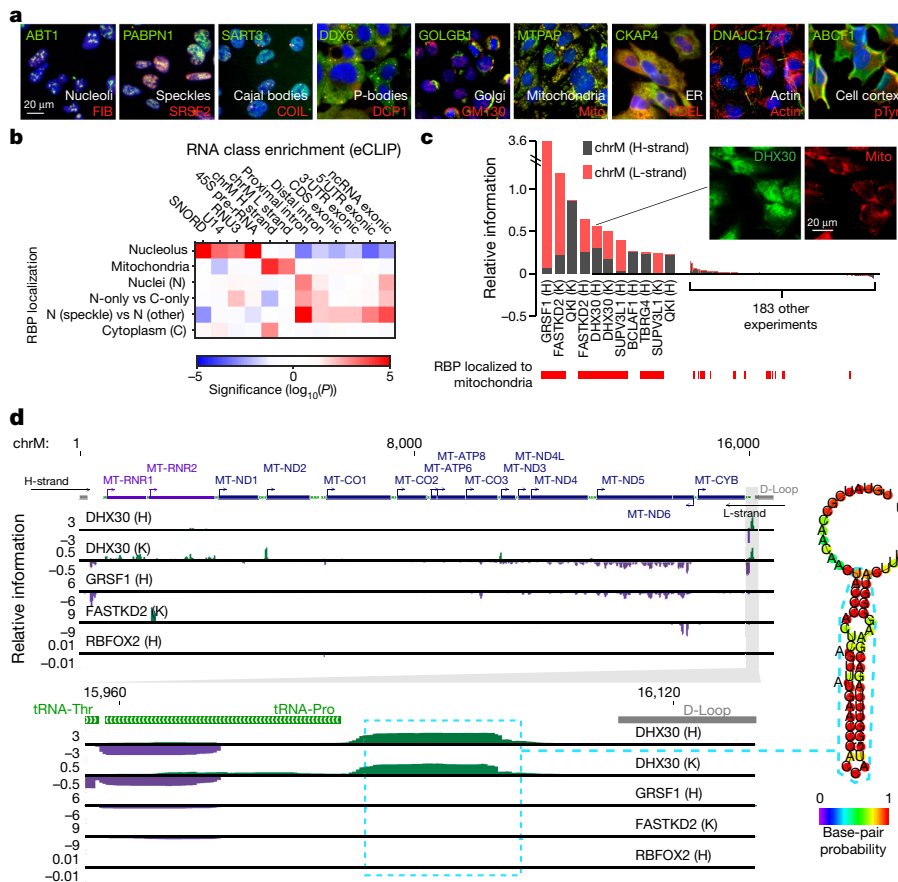 a
ABT1
Nucleoli
FIB
20 μm
PABPN1
Speckles
SRSF2
SART3
Cajal bodies
COIL
DDX6
P-bodies
DCP1
GOLGB1
Golgi
GM130
MTPAP
Mitochondria
Mito
CKAP4
ER
KDEL
DNAJC17
Actin
Actin
ABCF1
Cell cortex
pTyr
b
RNA class enrichment (eCLIP)
SNORD
U14
RNU3
45S pre-rRNA
chrM H strand
chrM L strand
Proximal intron
Distal intron
CDS exonic
3'UTR exonic
5'UTR exonic
ncRNA exonic
RBP localization
Nucleolus
Mitochondria
Nuclei (N)
N-only vs C-only
N (speckle) vs N (other)
Cytoplasm (C)
–5 0 5
Significance (log10(P))
c
Relative information
3.6
1.0
0.5
0
–0.5
chrM (H-strand)
chrM (L-strand)
DHX30
Mito
20 μm
GRSF1 (H)
FASTKD2 (K)
QKI (K)
FASTKD2 (H)
DHX30 (H)
DHX30 (K)
SUPV3L1 (H)
BCLAF1 (H)
TBRG4 (K)
SUPV3L1 (K)
QKI (H)
183 other
experiments
RBP localized to
mitochondria
d
chrM: 1 8,000 16,000
H-strand
MT-RNR1
MT-RNR2
MT-ND1
MT-ND2
MT-CO1
MT-CO2
MT-ATP8
MT-ATP6
MT-CO3
MT-ND4L
MT-ND3
MT-ND4
MT-ND5
MT-ND6
MT-CYB
D-Loop
L-strand
Relative information
3
–3
DHX30 (H)
0.5
–0.5
DHX30 (K)
6
–6
GRSF1 (H)
9
–9
FASTKD2 (K)
0.01
–0.01
RBFOX2 (H)
15,960 16,120
tRNA-Thr
tRNA-Pro
D-Loop
3
–3
DHX30 (H)
0.5
–0.5
DHX30 (K)
6
–6
GRSF1 (H)
9
–9
FASTKD2 (K)
0.01
–0.01
RBFOX2 (H)
0 1
Base-pair
probability